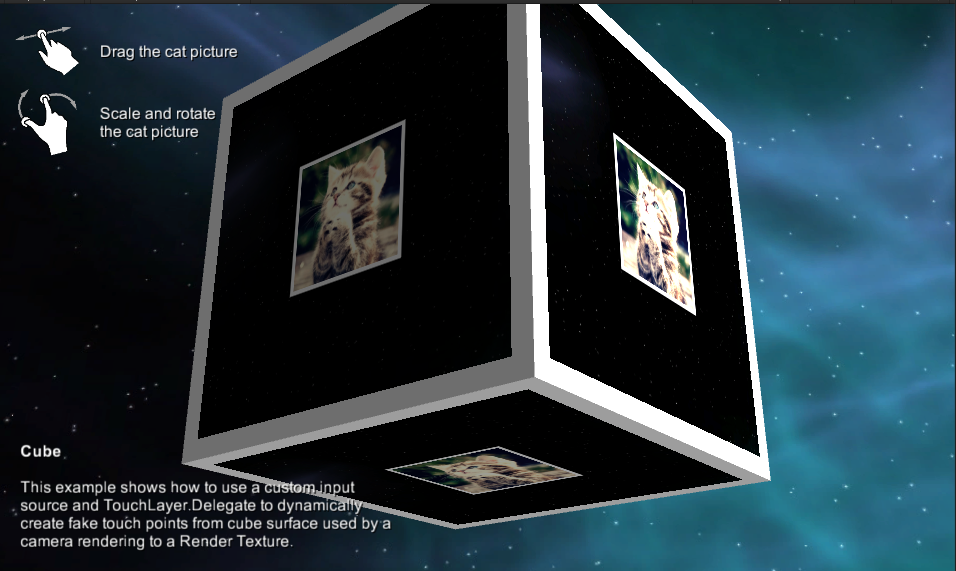 Drag the cat picture
Scale and rotate
the cat picture
Cube
This example shows how to use a custom input
source and TouchLayer.Delegate to dynamically
create fake touch points from cube surface used by a
camera rendering to a Render Texture.